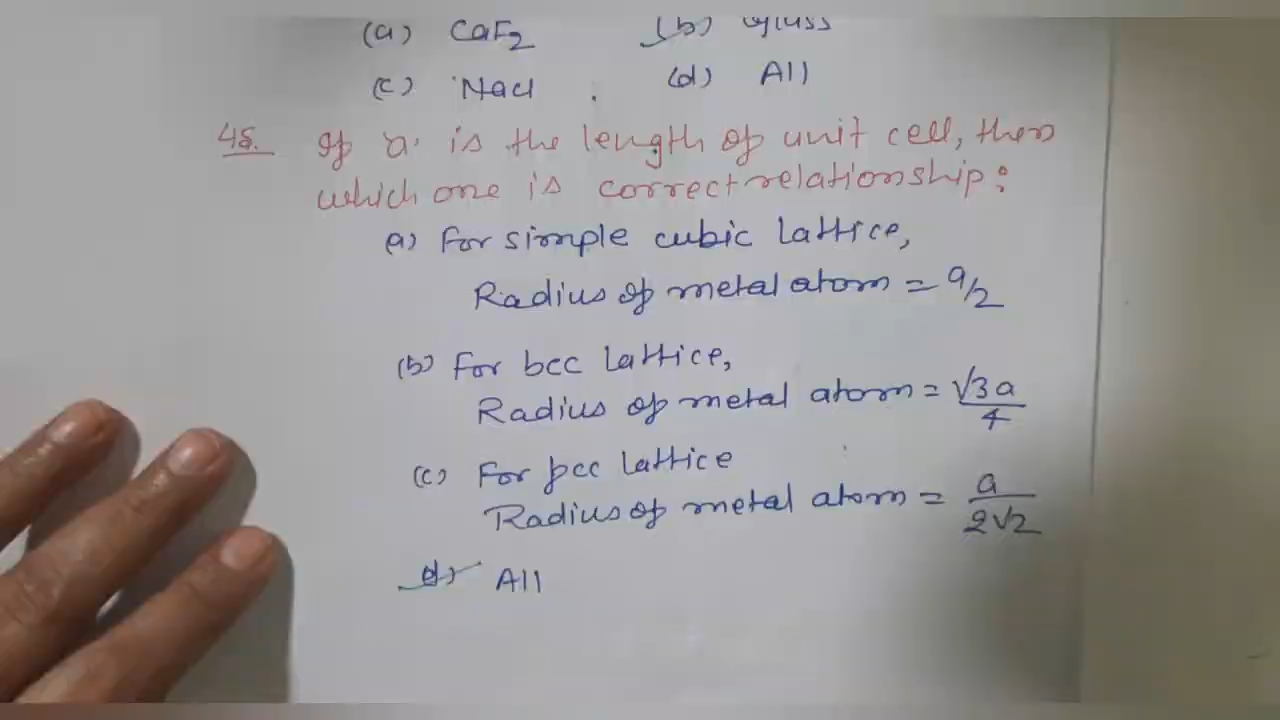 (a) CaF2 (b) Glass
(c) NaCl . (d) All
45. If 'a' is the length of unit cell, then
which one is correct relationship:
(a) For simple cubic lattice,
Radius of metal atom = a/2
(b) For bcc lattice,
Radius of metal atom = √3a/4
(c) For fcc lattice
Radius of metal atom = a/2√2
(d) All